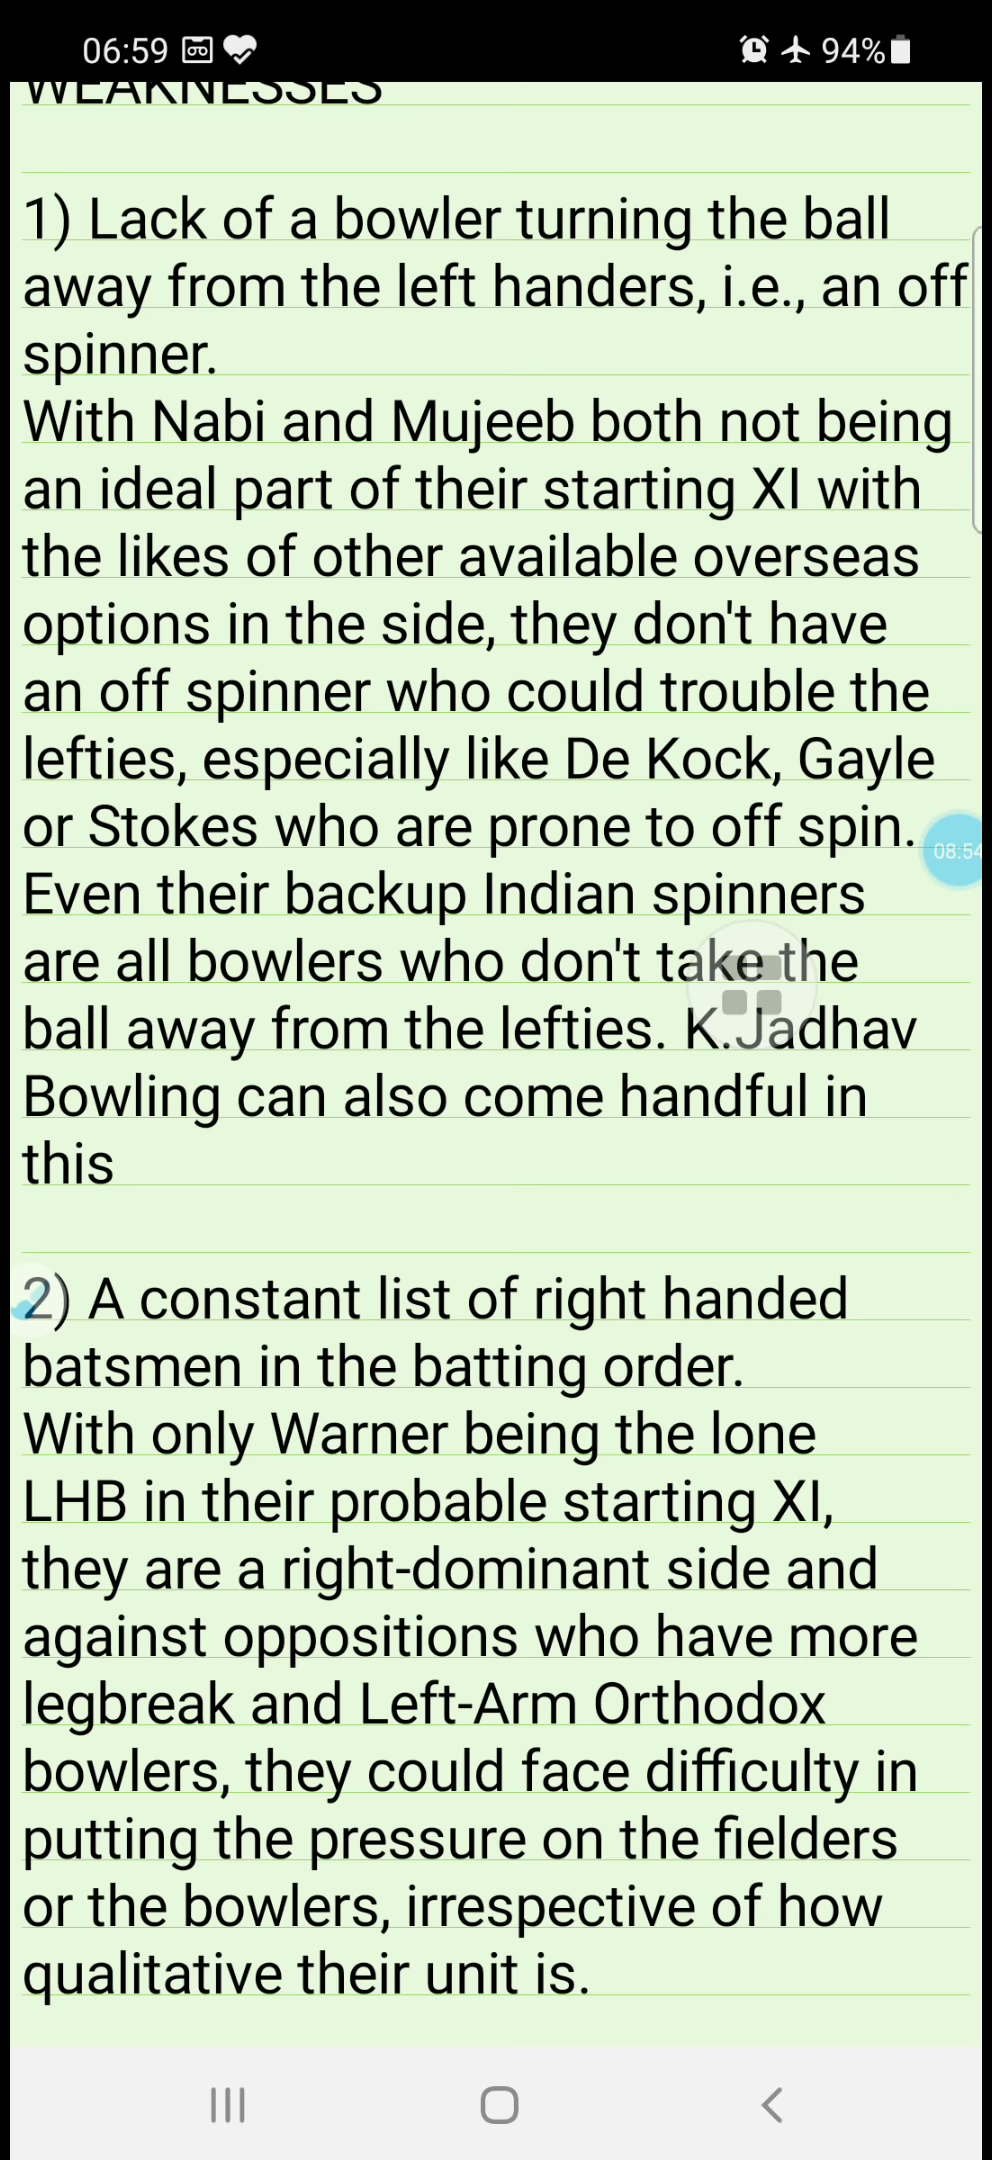 06:59
94%
WEAKNESSES
1) Lack of a bowler turning the ball
away from the left handers, i.e., an off
spinner.
With Nabi and Mujeeb both not being
an ideal part of their starting XI with
the likes of other available overseas
options in the side, they don't have
an off spinner who could trouble the
lefties, especially like De Kock, Gayle
or Stokes who are prone to off spin.
08:54
Even their backup Indian spinners
are all bowlers who don't take the
ball away from the lefties. K.Jadhav
Bowling can also come handful in
this
2) A constant list of right handed
batsmen in the batting order.
With only Warner being the lone
LHB in their probable starting XI,
they are a right-dominant side and
against oppositions who have more
legbreak and Left-Arm Orthodox
bowlers, they could face difficulty in
putting the pressure on the fielders
or the bowlers, irrespective of how
qualitative their unit is.